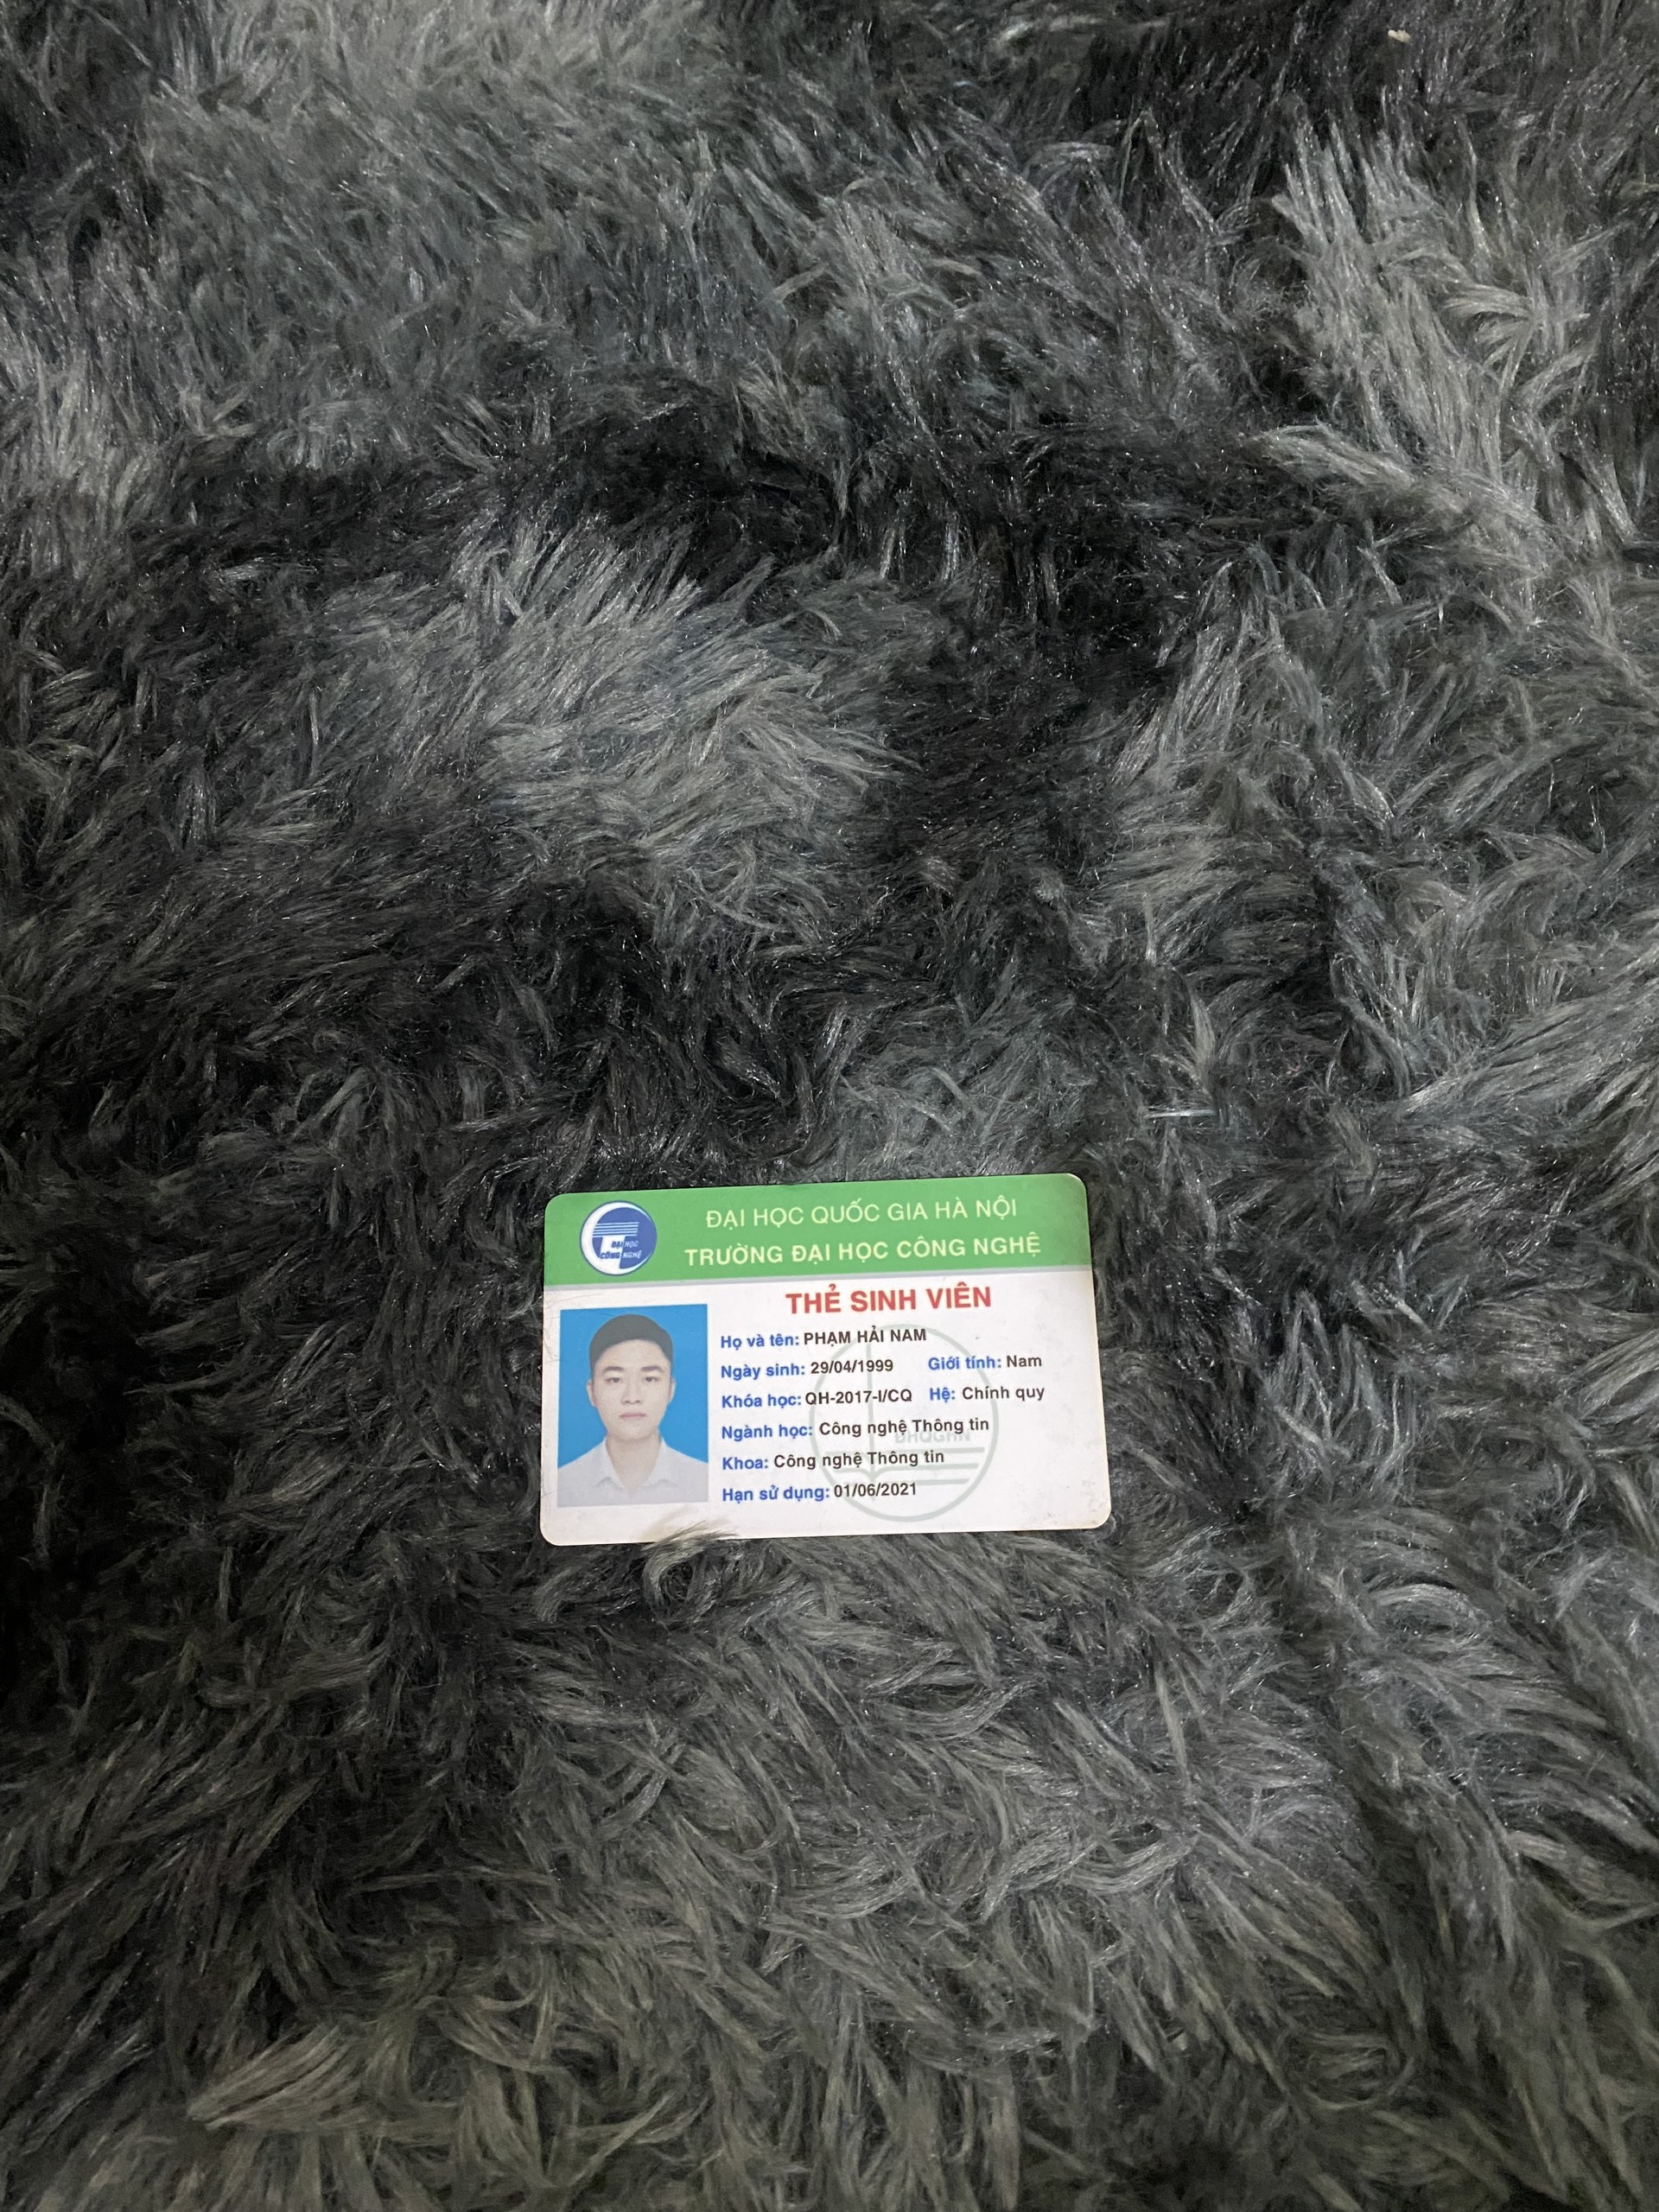 ĐẠI HỌC QUỐC GIA HÀ NỘI
TRƯỜNG ĐẠI HỌC CÔNG NGHỆ
ĐẠI HỌC
CÔNG NGHỆ
THẺ SINH VIÊN
Họ và tên: PHẠM HẢI NAM
Ngày sinh: 29/04/1999 Giới tính: Nam
Khóa học: QH-2017-I/CQ Hệ: Chính quy
Ngành học: Công nghệ Thông tin
ĐHQGHN
Khoa: Công nghệ Thông tin
Hạn sử dụng: 01/06/2021